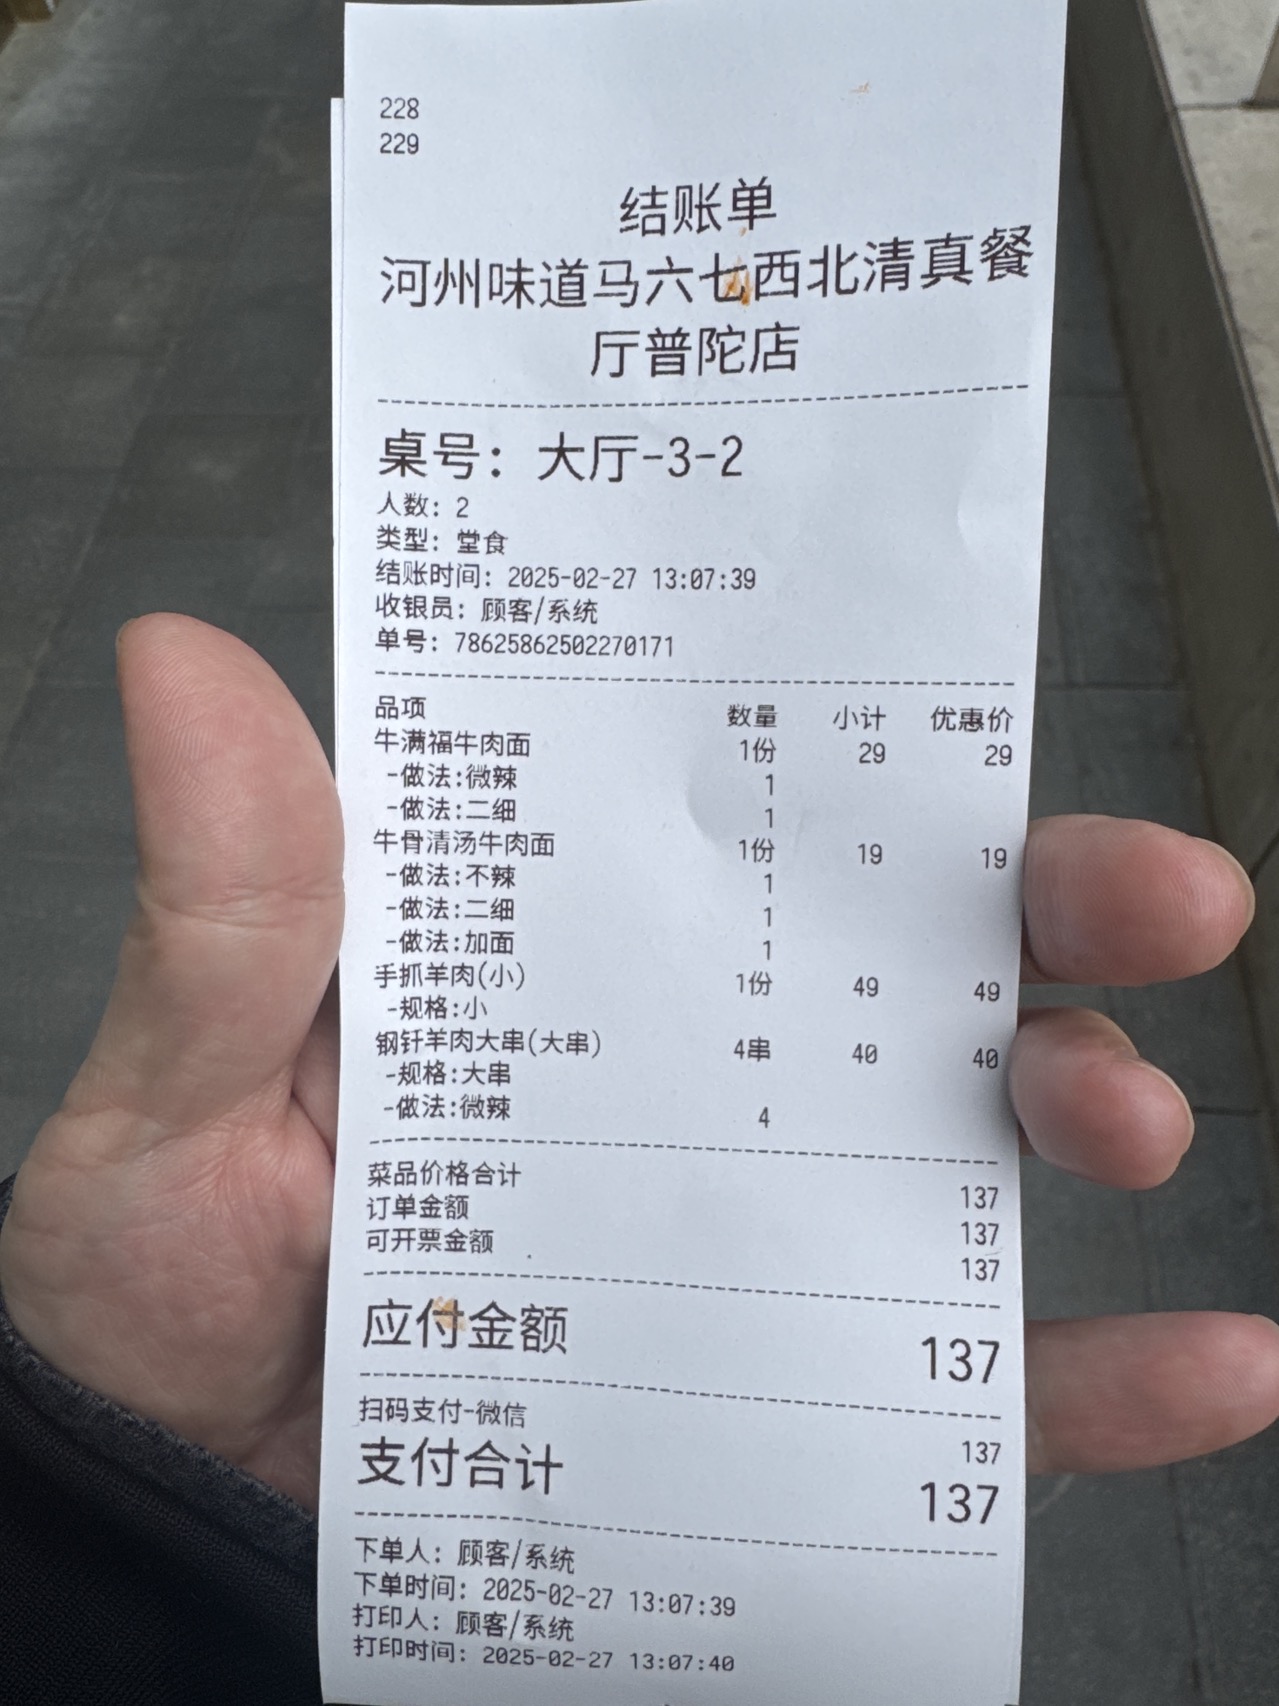 228
229
结账单
河州味道马六七西北清真餐
厅普陀店
桌号：大厅-3-2
人数：2
类型：堂食
结账时间：2025-02-27 13:07:39
收银员：顾客/系统
单号：78625862502270171
品项 数量 小计 优惠价
牛满福牛肉面 1份 29 29
-做法:微辣 1
-做法:二细 1
牛骨清汤牛肉面 1份 19 19
-做法:不辣 1
-做法:二细 1
-做法:加面 1
手抓羊肉(小) 1份 49 49
-规格:小
钢钎羊肉大串(大串) 4串 40 40
-规格:大串
-做法:微辣 4
菜品价格合计 137
订单金额 137
可开票金额 137
应付金额 137
扫码支付-微信 137
支付合计 137
下单人：顾客/系统
下单时间：2025-02-27 13:07:39
打印人：顾客/系统
打印时间：2025-02-27 13:07:40